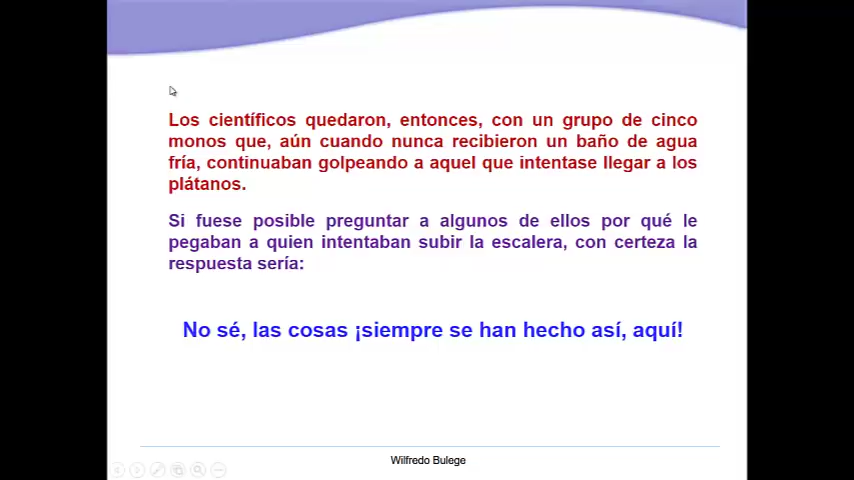 Los científicos quedaron, entonces, con un grupo de cinco
monos que, aún cuando nunca recibieron un baño de agua
fría, continuaban golpeando a aquel que intentase llegar a los
plátanos.
Si fuese posible preguntar a algunos de ellos por qué le
pegaban a quien intentaban subir la escalera, con certeza la
respuesta sería:
No sé, las cosas ¡siempre se han hecho así, aquí!
Wilfredo Bulege